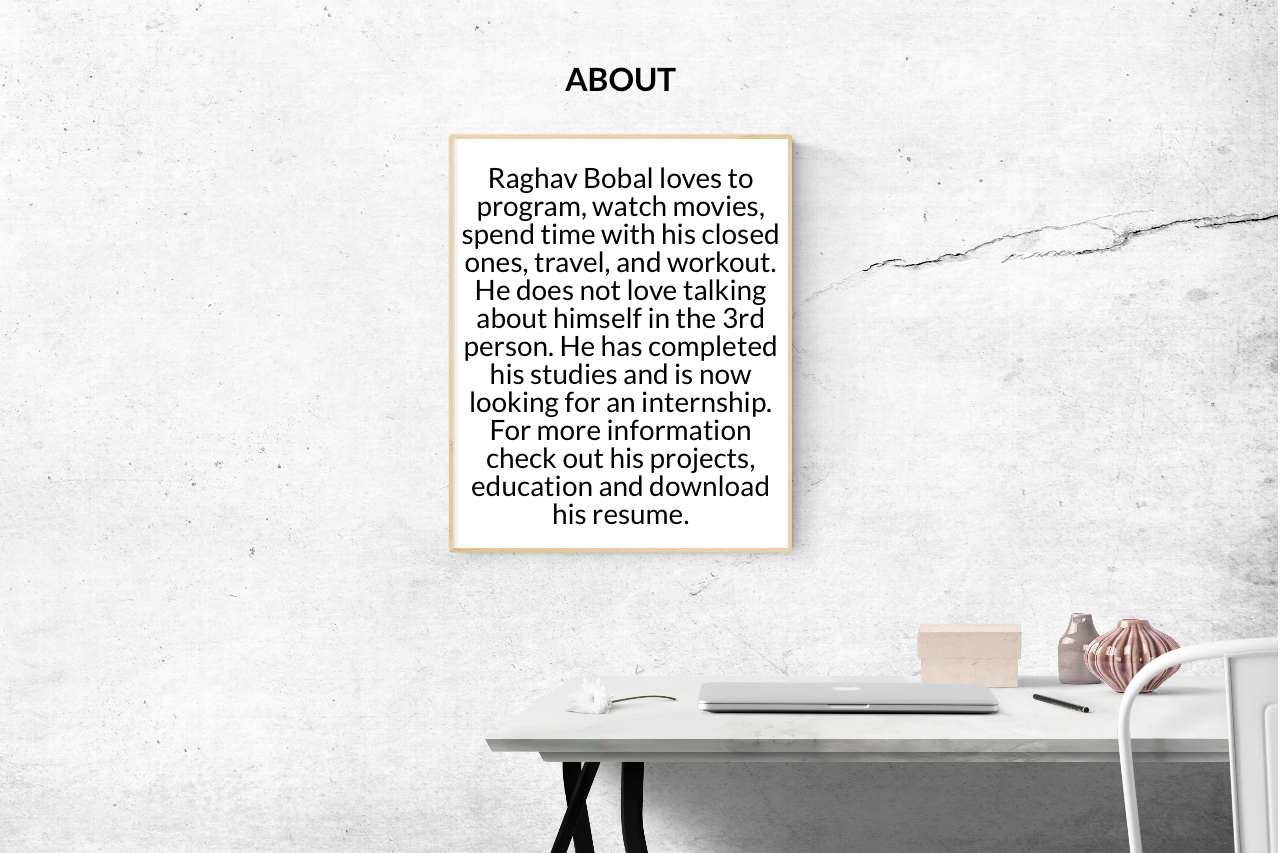 ABOUT
Raghav Bobal loves to
program, watch movies,
spend time with his closed
ones, travel, and workout.
He does not love talking
about himself in the 3rd
person. He has completed
his studies and is now
looking for an internship.
For more information
check out his projects,
education and download
his resume.